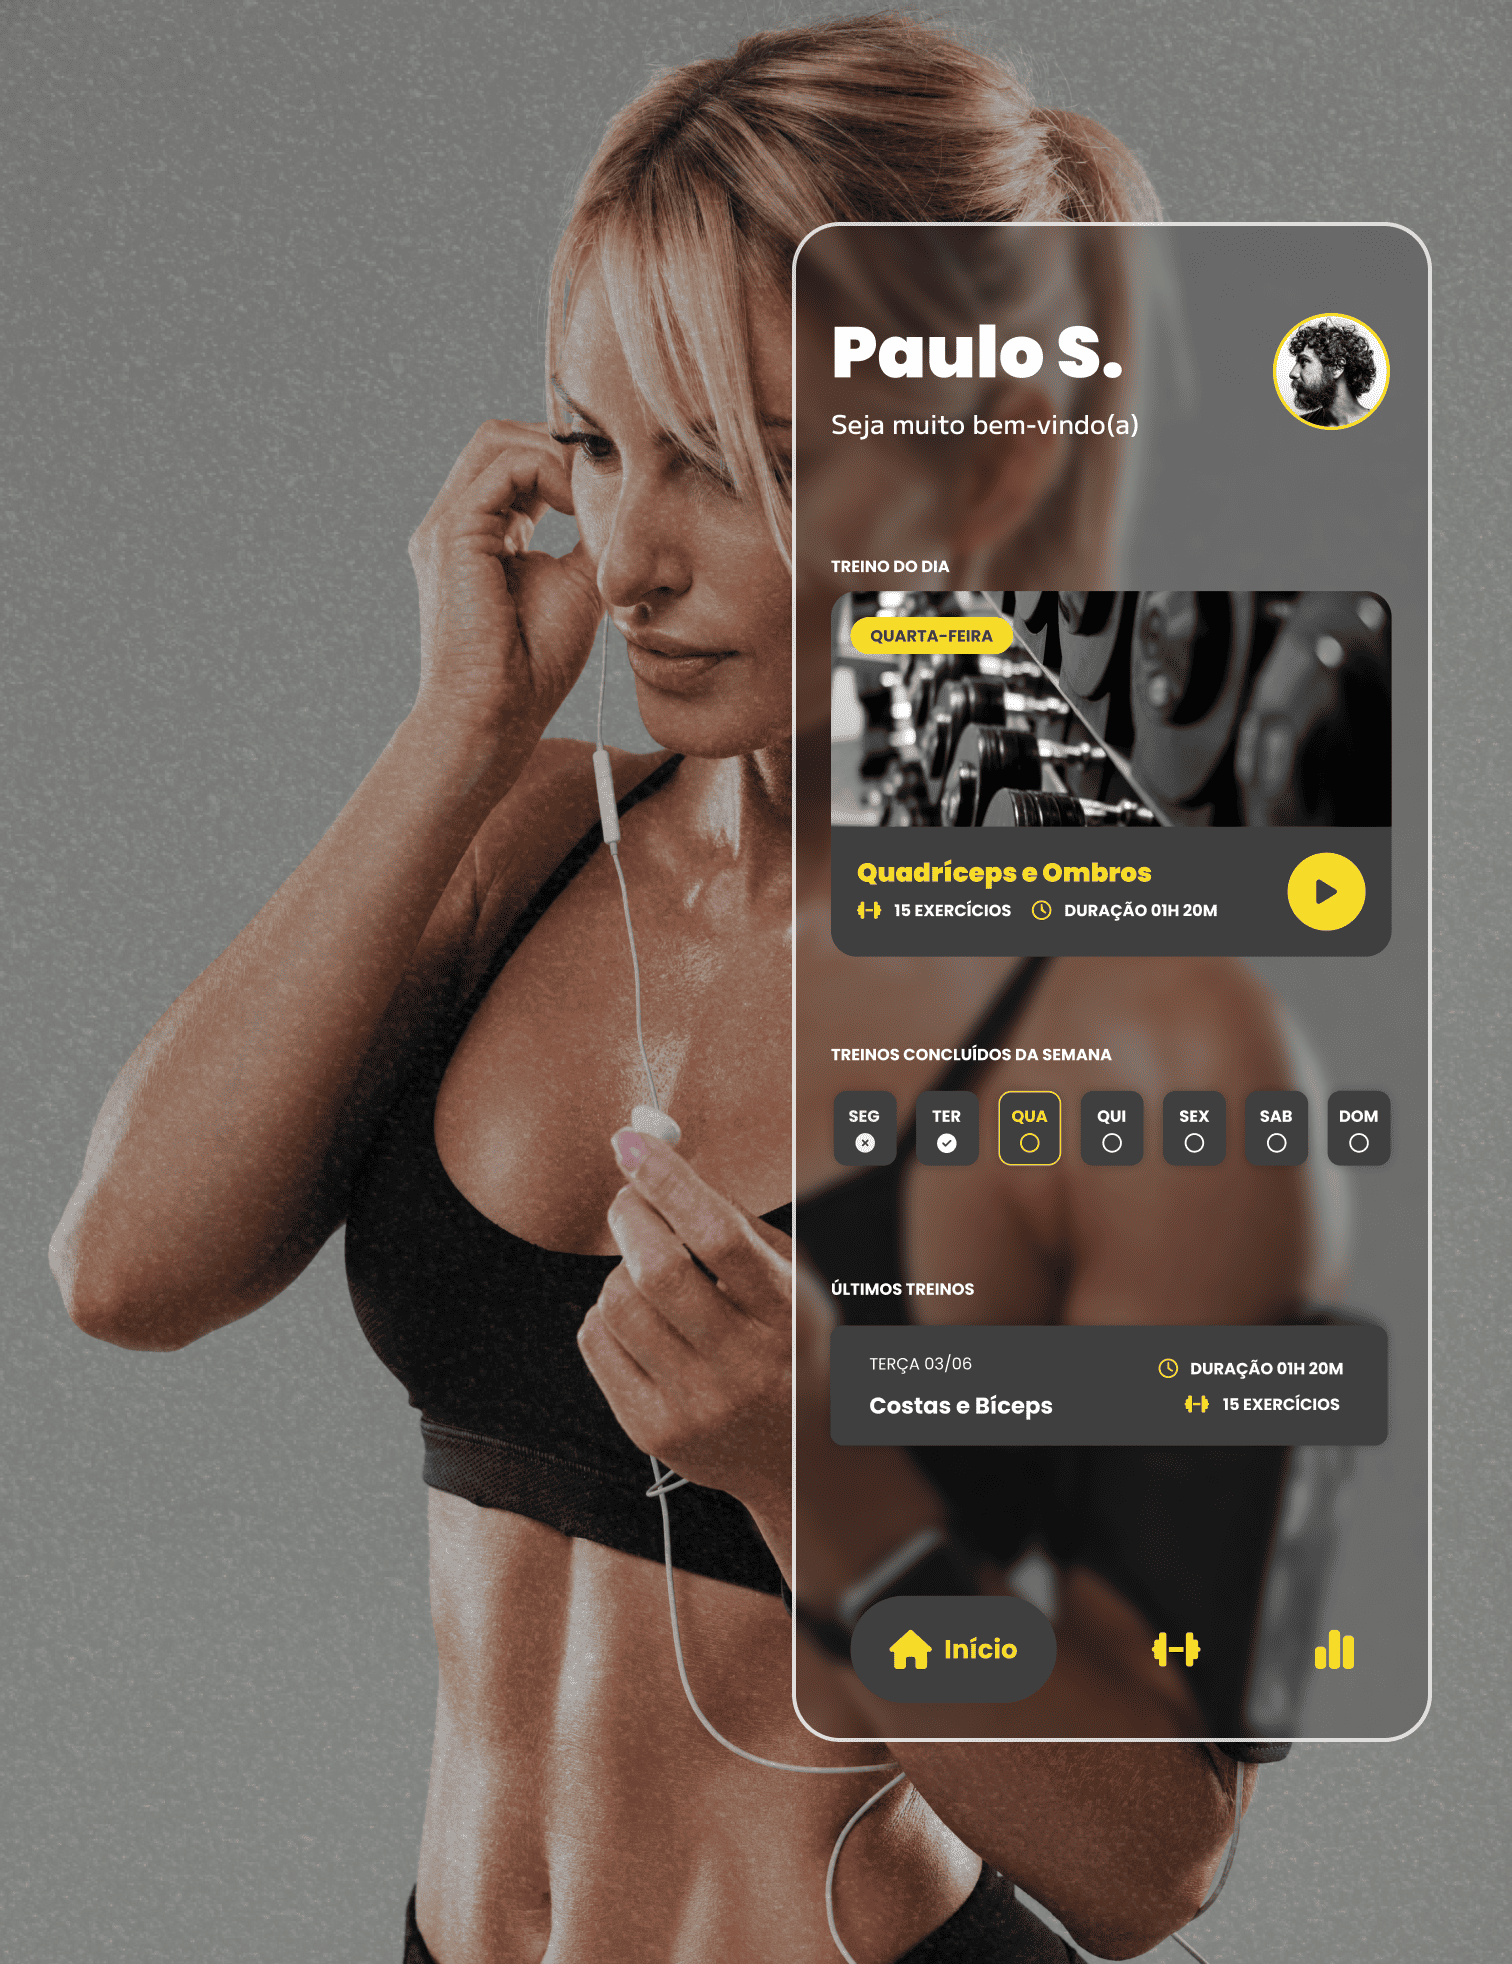 Paulo S.
Seja muito bem-vindo(a)
TREINO DO DIA
QUARTA-FEIRA
Quadríceps e Ombros
15 EXERCÍCIOS DURAÇÃO 01H 20M
TREINOS CONCLUÍDOS DA SEMANA
SEG TER QUA QUI SEX SAB DOM
ÚLTIMOS TREINOS
TERÇA 03/06
Costas e Bíceps
DURAÇÃO 01H 20M
15 EXERCÍCIOS
Início